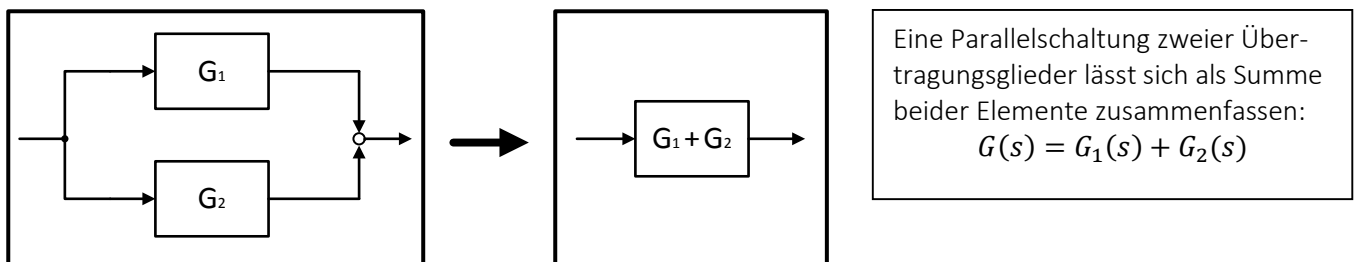 G₁
G₂
G₁ + G₂
Eine Parallelschaltung zweier Über-
tragungsglieder lässt sich als Summe
beider Elemente zusammenfassen:
𝐺(𝑠) = 𝐺₁(𝑠) + 𝐺₂(𝑠)